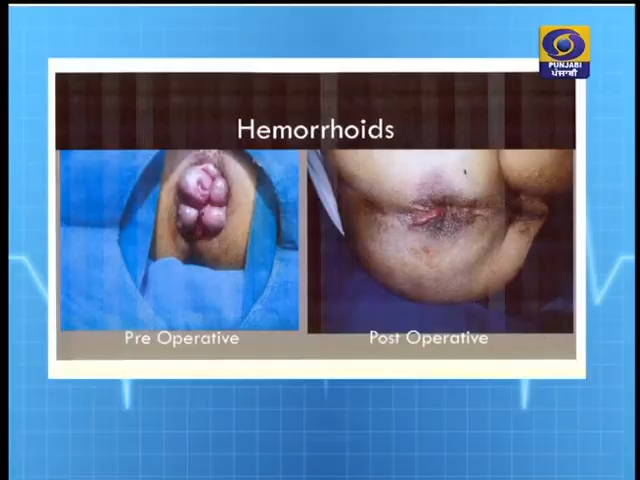 PUNJABI
ਪੰਜਾਬੀ
Hemorrhoids
Pre Operative
Post Operative